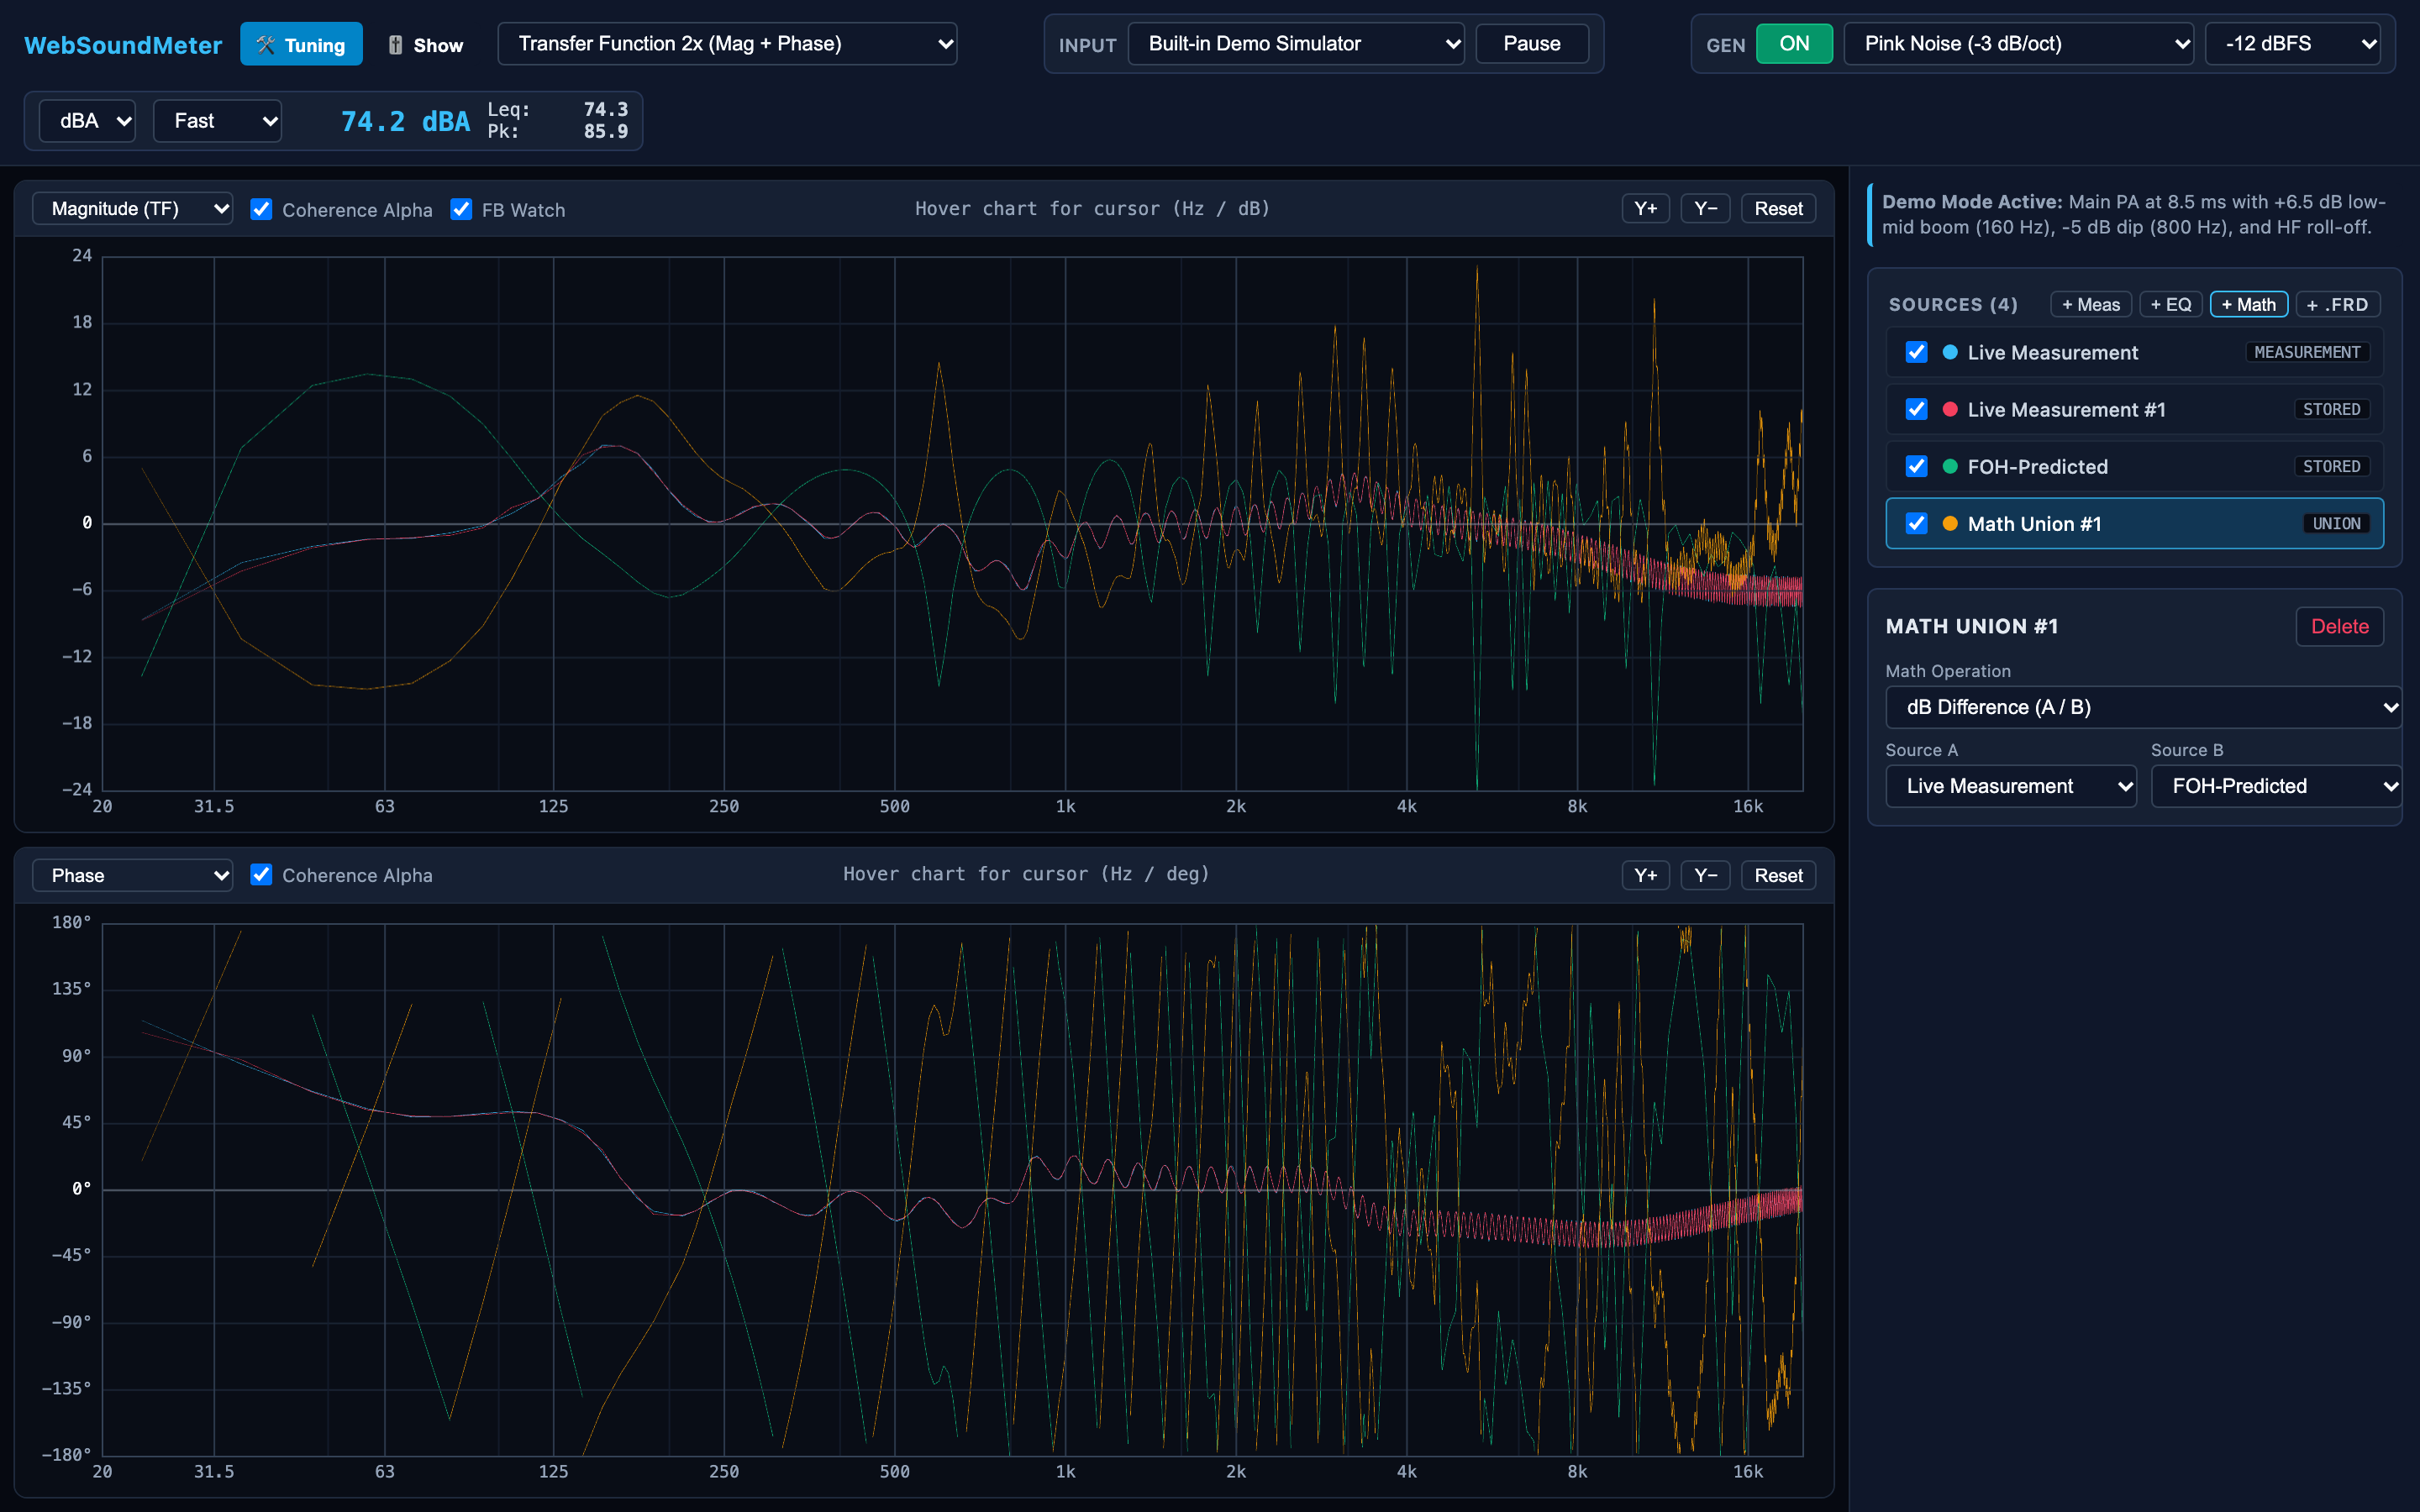 WebSoundMeter
🛠️ Tuning
🎚️ Show
Transfer Function 2x (Mag + Phase)
INPUT
Built-in Demo Simulator
Pause
GEN
ON
Pink Noise (-3 dB/oct)
-12 dBFS
dBA
Fast
74.2 dBA
Leq: 74.3
Pk: 85.9
Magnitude (TF)
Coherence Alpha
FB Watch
Hover chart for cursor (Hz / dB)
Y+
Y−
Reset
24
18
12
6
0
−6
−12
−18
−24
20 31.5 63 125 250 500 1k 2k 4k 8k 16k
Phase
Coherence Alpha
Hover chart for cursor (Hz / deg)
Y+
Y−
Reset
180°
135°
90°
45°
0°
−45°
−90°
−135°
−180°
20 31.5 63 125 250 500 1k 2k 4k 8k 16k
Demo Mode Active: Main PA at 8.5 ms with +6.5 dB low-
mid boom (160 Hz), -5 dB dip (800 Hz), and HF roll-off.
SOURCES (4)
+ Meas
+ EQ
+ Math
+ .FRD
Live Measurement MEASUREMENT
Live Measurement #1 STORED
FOH-Predicted STORED
Math Union #1 UNION
MATH UNION #1
Delete
Math Operation
dB Difference (A / B)
Source A
Source B
Live Measurement
FOH-Predicted